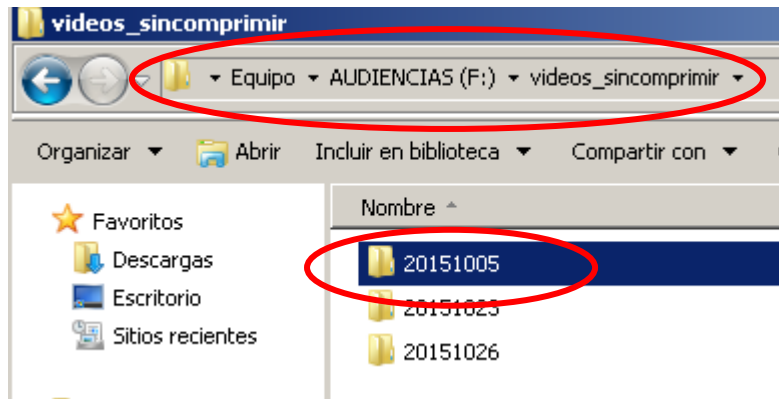 videos_sincomprimir
Equipo AUDIENCIAS (F:) videos_sincomprimir
Organizar Abrir Incluir en biblioteca Compartir con
Favoritos
Descargas
Escritorio
Sitios recientes
Nombre
20151005
20151023
20151026